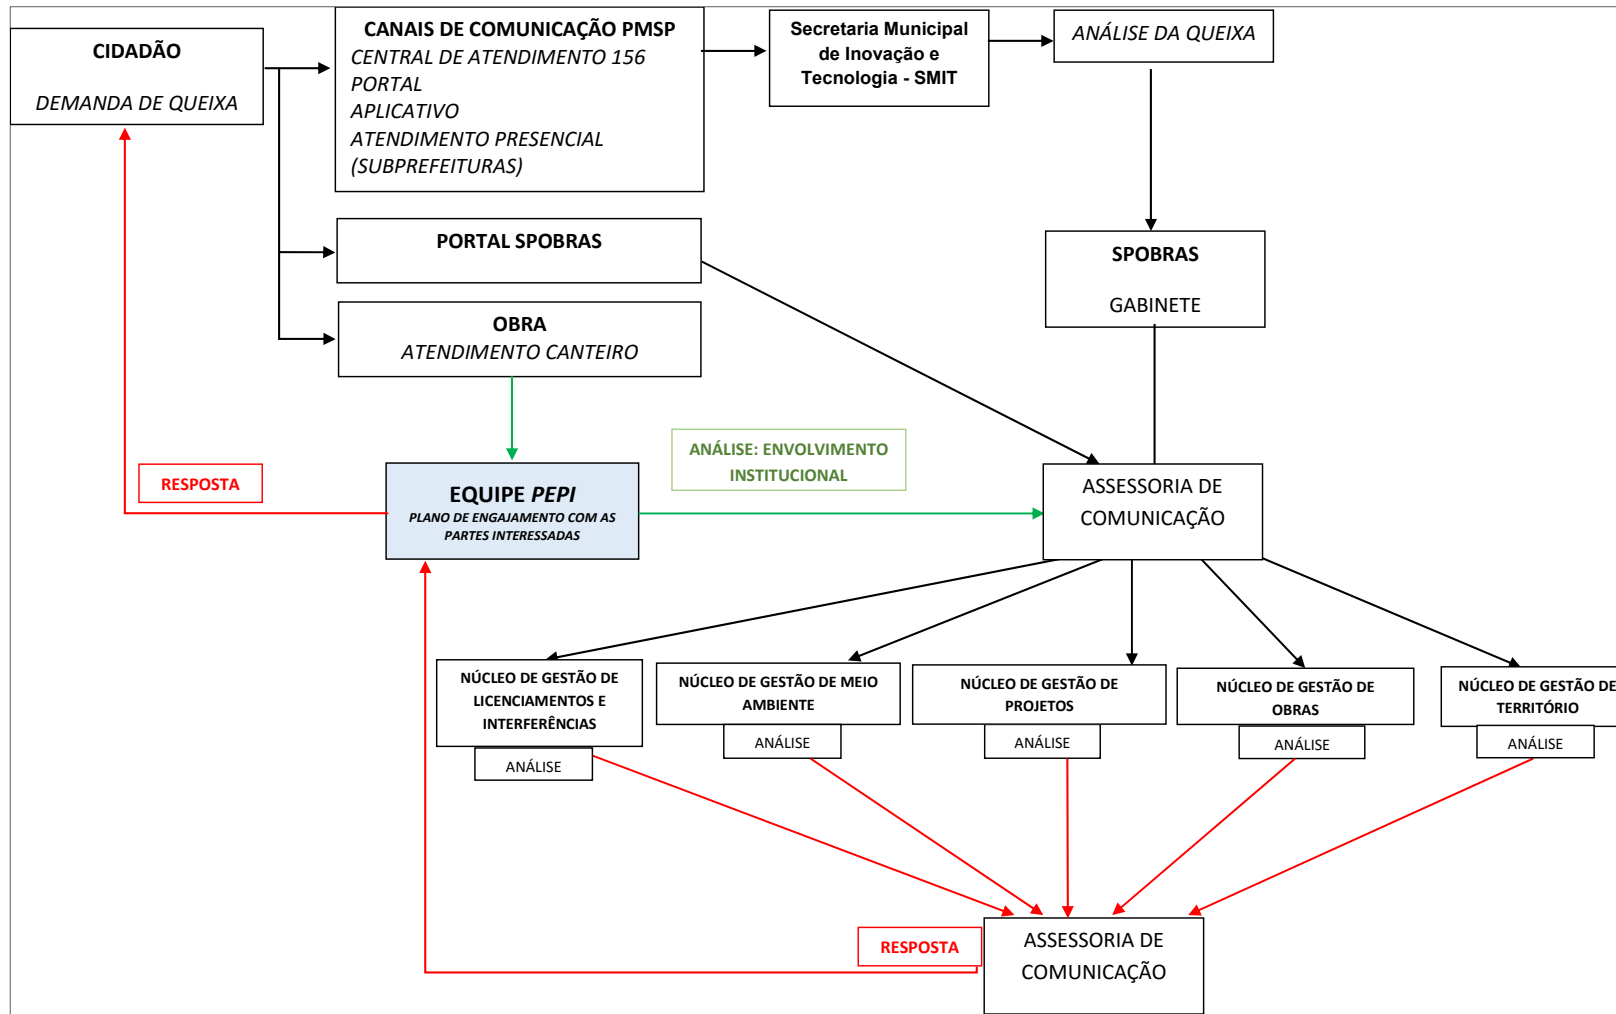 CIDADÃO
DEMANDA DE QUEIXA
CANAIS DE COMUNICAÇÃO PMSP
CENTRAL DE ATENDIMENTO 156
PORTAL
APLICATIVO
ATENDIMENTO PRESENCIAL
(SUBPREFEITURAS)
Secretaria Municipal
de Inovação e
Tecnologia - SMIT
ANÁLISE DA QUEIXA
PORTAL SPOBRAS
SPOBRAS
GABINETE
OBRA
ATENDIMENTO CANTEIRO
RESPOSTA
EQUIPE PEPI
PLANO DE ENGAJAMENTO COM AS
PARTES INTERESSADAS
ANÁLISE: ENVOLVIMENTO
INSTITUCIONAL
ASSESSORIA DE
COMUNICAÇÃO
NÚCLEO DE GESTÃO DE
LICENCIAMENTOS E
INTERFERÊNCIAS
ANÁLISE
NÚCLEO DE GESTÃO DE MEIO
AMBIENTE
ANÁLISE
NÚCLEO DE GESTÃO DE
PROJETOS
ANÁLISE
NÚCLEO DE GESTÃO DE
OBRAS
ANÁLISE
NÚCLEO DE GESTÃO DE
TERRITÓRIO
ANÁLISE
RESPOSTA
ASSESSORIA DE
COMUNICAÇÃO